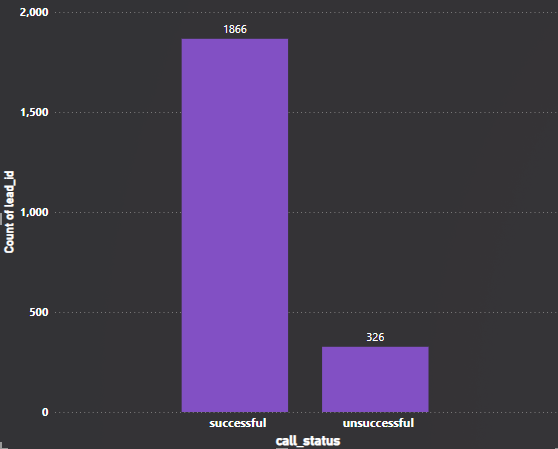 2,000
1866
1,500
Count of lead_id
1,000
500
326
0
successful
unsuccessful
call_status